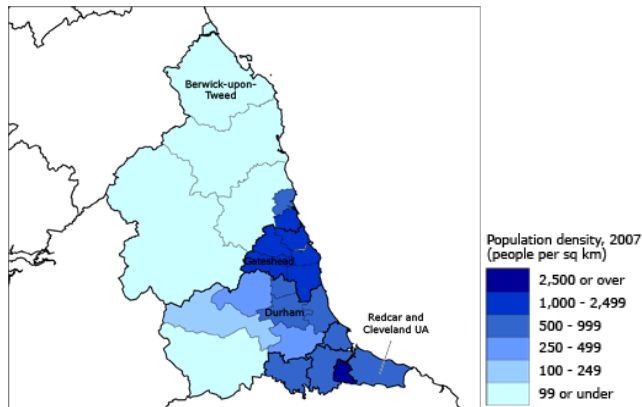 Berwick-upon-
Tweed
Gateshead
Durham
Redcar and
Cleveland UA
Population density, 2007
(people per sq km)
2,500 or over
1,000 - 2,499
500 - 999
250 - 499
100 - 249
99 or under